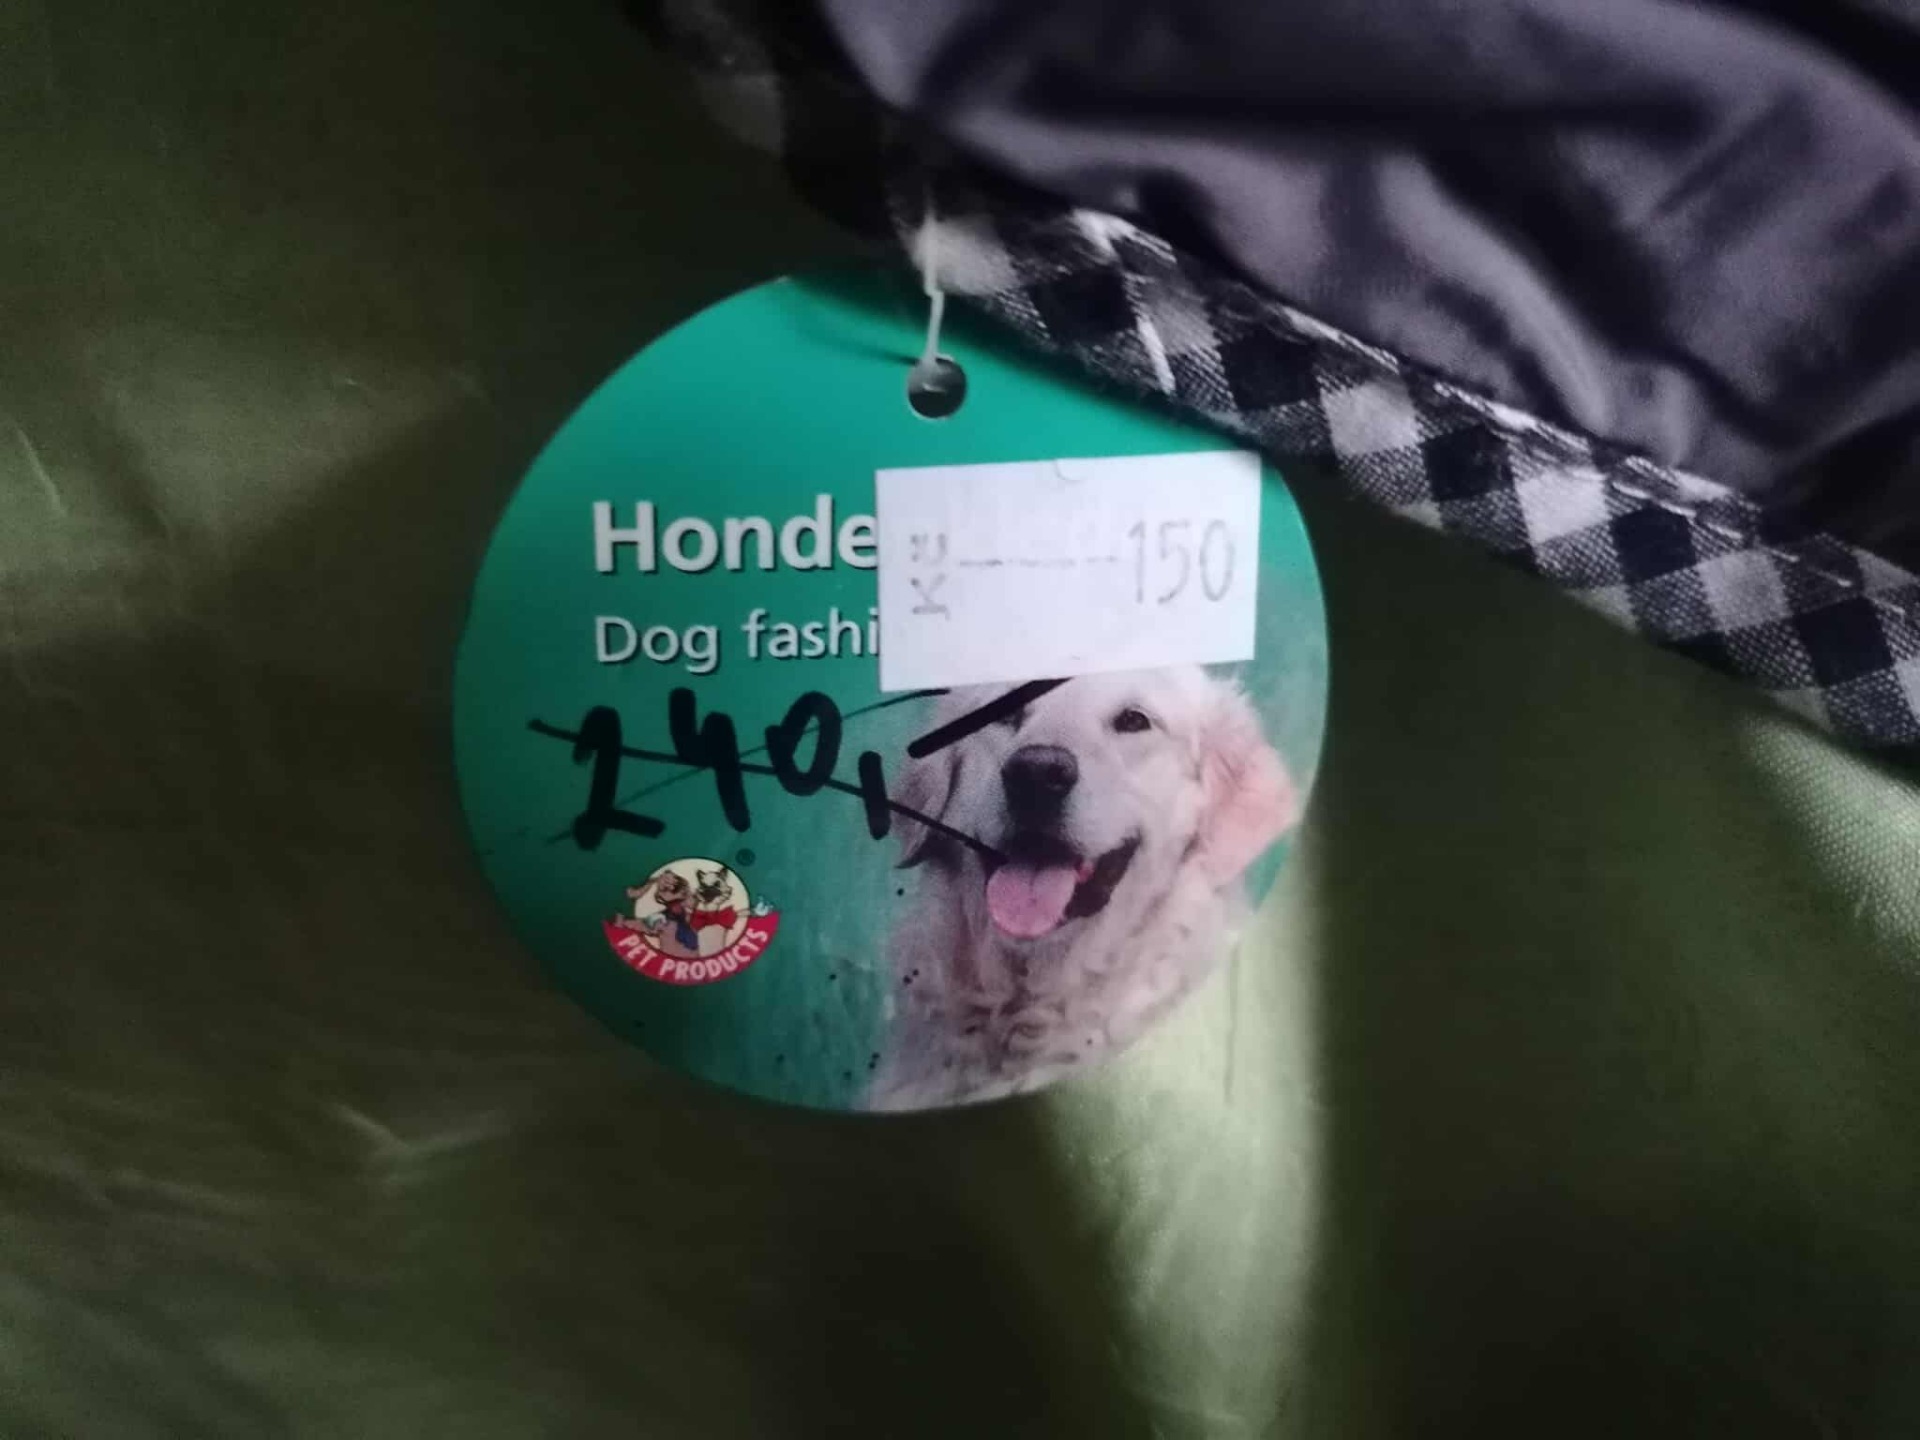 Honde
Dog fashi
Kč-------150
240,-
PET PRODUCTS
®